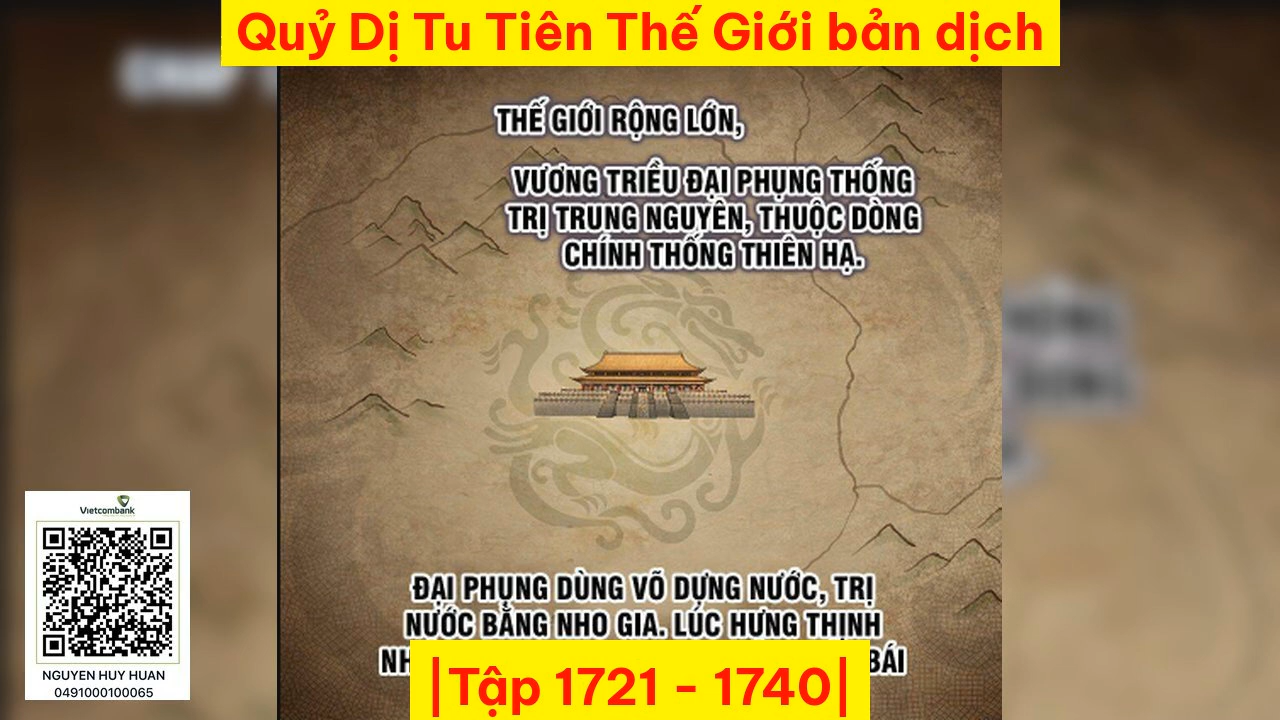 Quỷ Dị Tu Tiên Thế Giới bản dịch
THẾ GIỚI RỘNG LỚN,
VƯƠNG TRIỀU ĐẠI PHỤNG THỐNG
TRỊ TRUNG NGUYÊN, THUỘC DÒNG
CHÍNH THỐNG THIÊN HẠ.
ĐẠI PHỤNG DÙNG VÕ DỰNG NƯỚC, TRỊ
NƯỚC BẰNG NHO GIA. LÚC HƯNG THỊNH
BÁI
|Tập 1721 - 1740|
Vietcombank
NGUYEN HUY HUAN
0491000100065